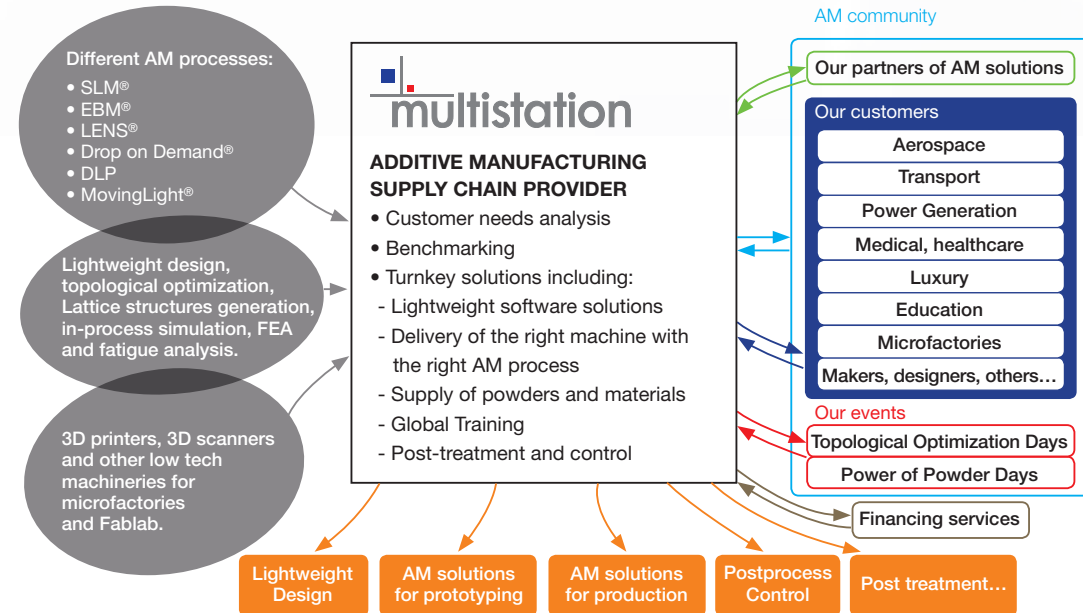 Different AM processes:
• SLM®
• EBM®
• LENS®
• Drop on Demand®
• DLP
• MovingLight®
Lightweight design,
topological optimization,
Lattice structures generation,
in-process simulation, FEA
and fatigue analysis.
3D printers, 3D scanners
and other low tech
machineries for
microfactories
and Fablab.
multistation
ADDITIVE MANUFACTURING
SUPPLY CHAIN PROVIDER
• Customer needs analysis
• Benchmarking
• Turnkey solutions including:
- Lightweight software solutions
- Delivery of the right machine with
the right AM process
- Supply of powders and materials
- Global Training
- Post-treatment and control
AM community
Our partners of AM solutions
Our customers
Aerospace
Transport
Power Generation
Medical, healthcare
Luxury
Education
Microfactories
Makers, designers, others…
Our events
Topological Optimization Days
Power of Powder Days
Financing services
Lightweight
Design
AM solutions
for prototyping
AM solutions
for production
Postprocess
Control
Post treatment…